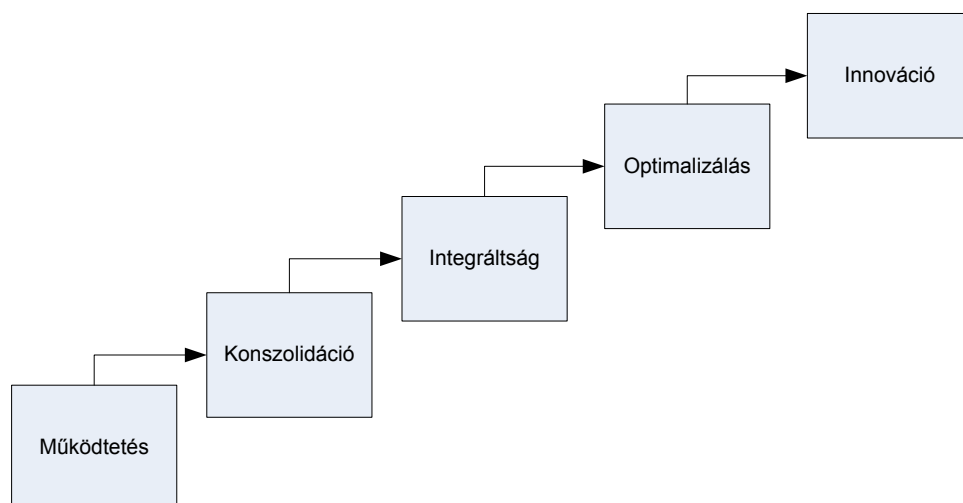 Innováció
Optimalizálás
Integráltság
Konszolidáció
Működtetés